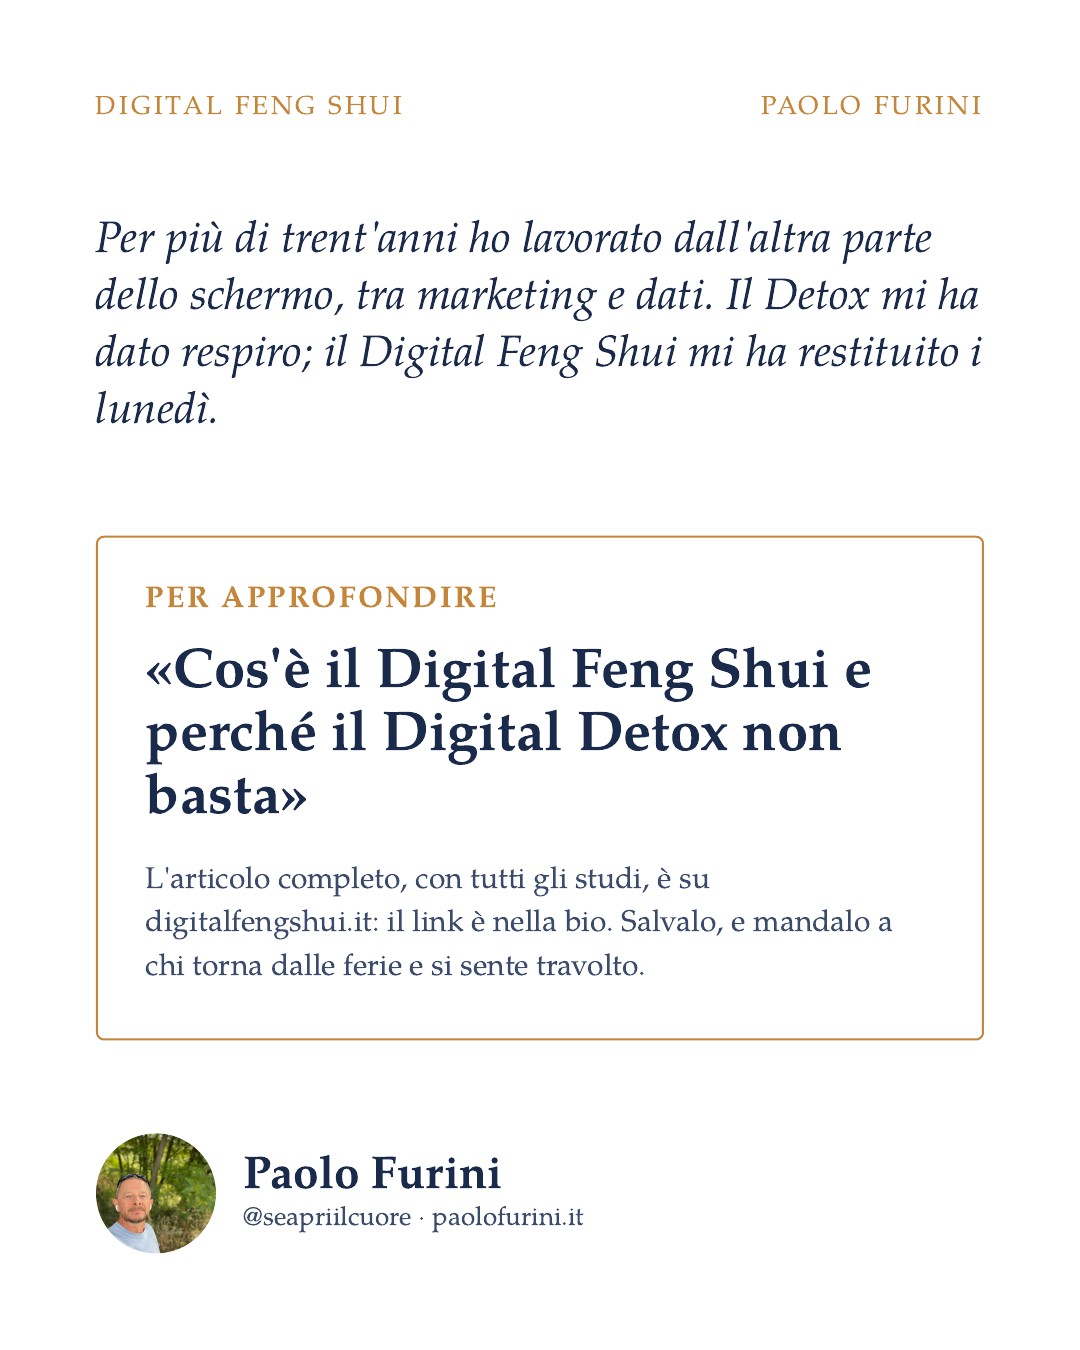 DIGITAL FENG SHUI
PAOLO FURINI
Per più di trent'anni ho lavorato dall'altra parte
dello schermo, tra marketing e dati. Il Detox mi ha
dato respiro; il Digital Feng Shui mi ha restituito i
lunedì.
PER APPROFONDIRE
«Cos'è il Digital Feng Shui e
perché il Digital Detox non
basta»
L'articolo completo, con tutti gli studi, è su
digitalfengshui.it: il link è nella bio. Salvalo, e mandalo a
chi torna dalle ferie e si sente travolto.
Paolo Furini
@seapriilcuore · paolofurini.it